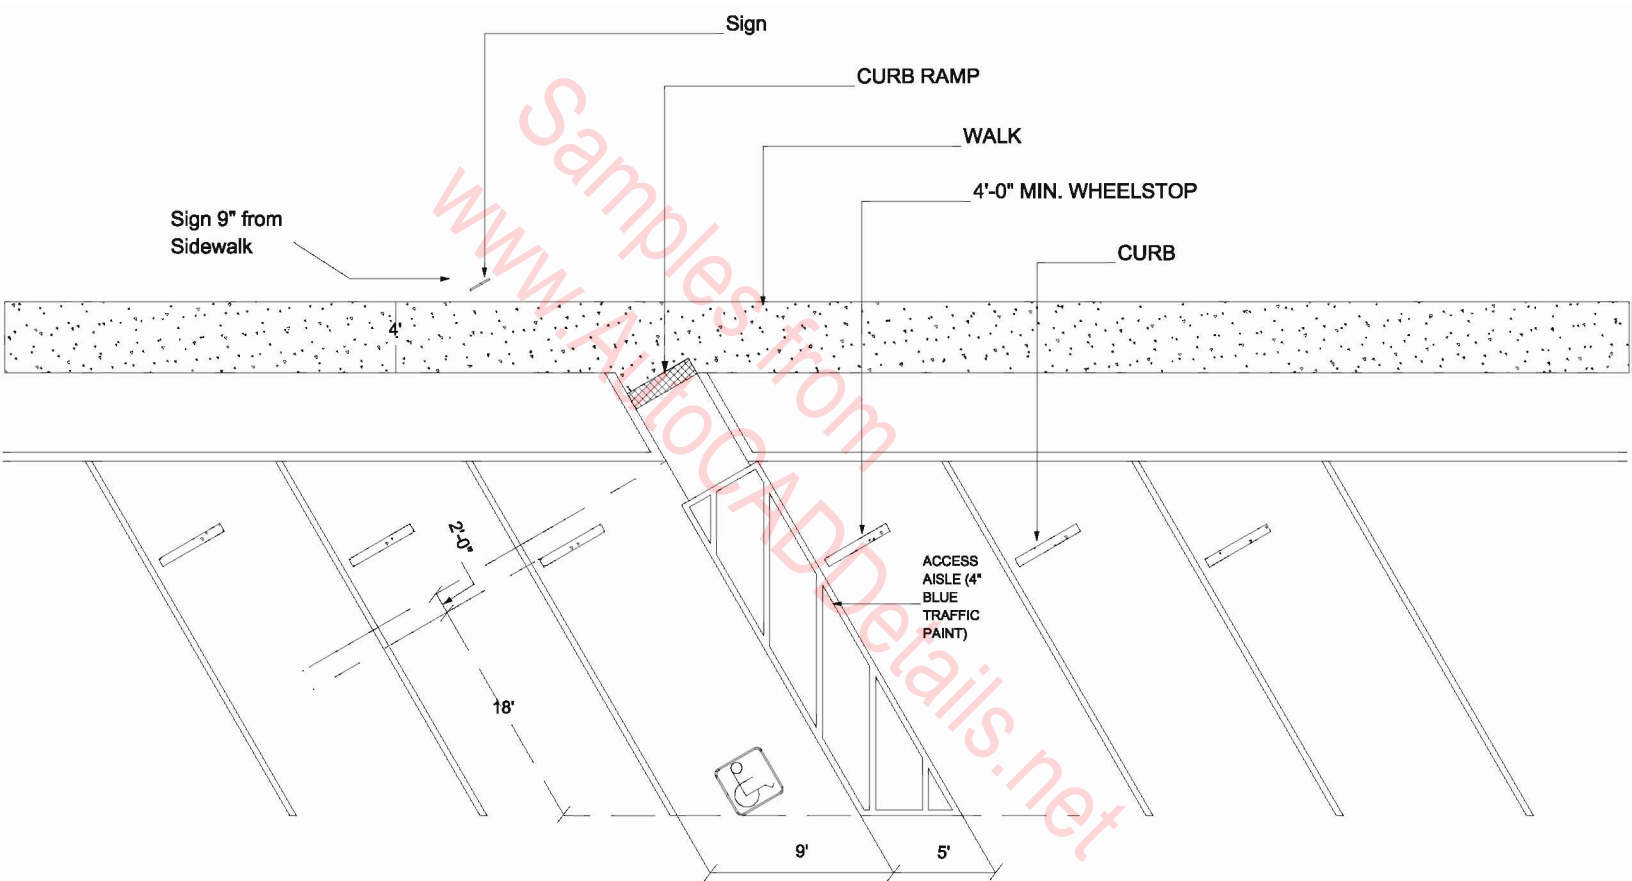 Sign
CURB RAMP
WALK
4'-0" MIN. WHEELSTOP
Sign 9" from
Sidewalk
CURB
4'
2'-0"
ACCESS
AISLE (4"
BLUE
TRAFFIC
PAINT)
18'
9'
5'
Samples from
www.AutoCADDetails.net